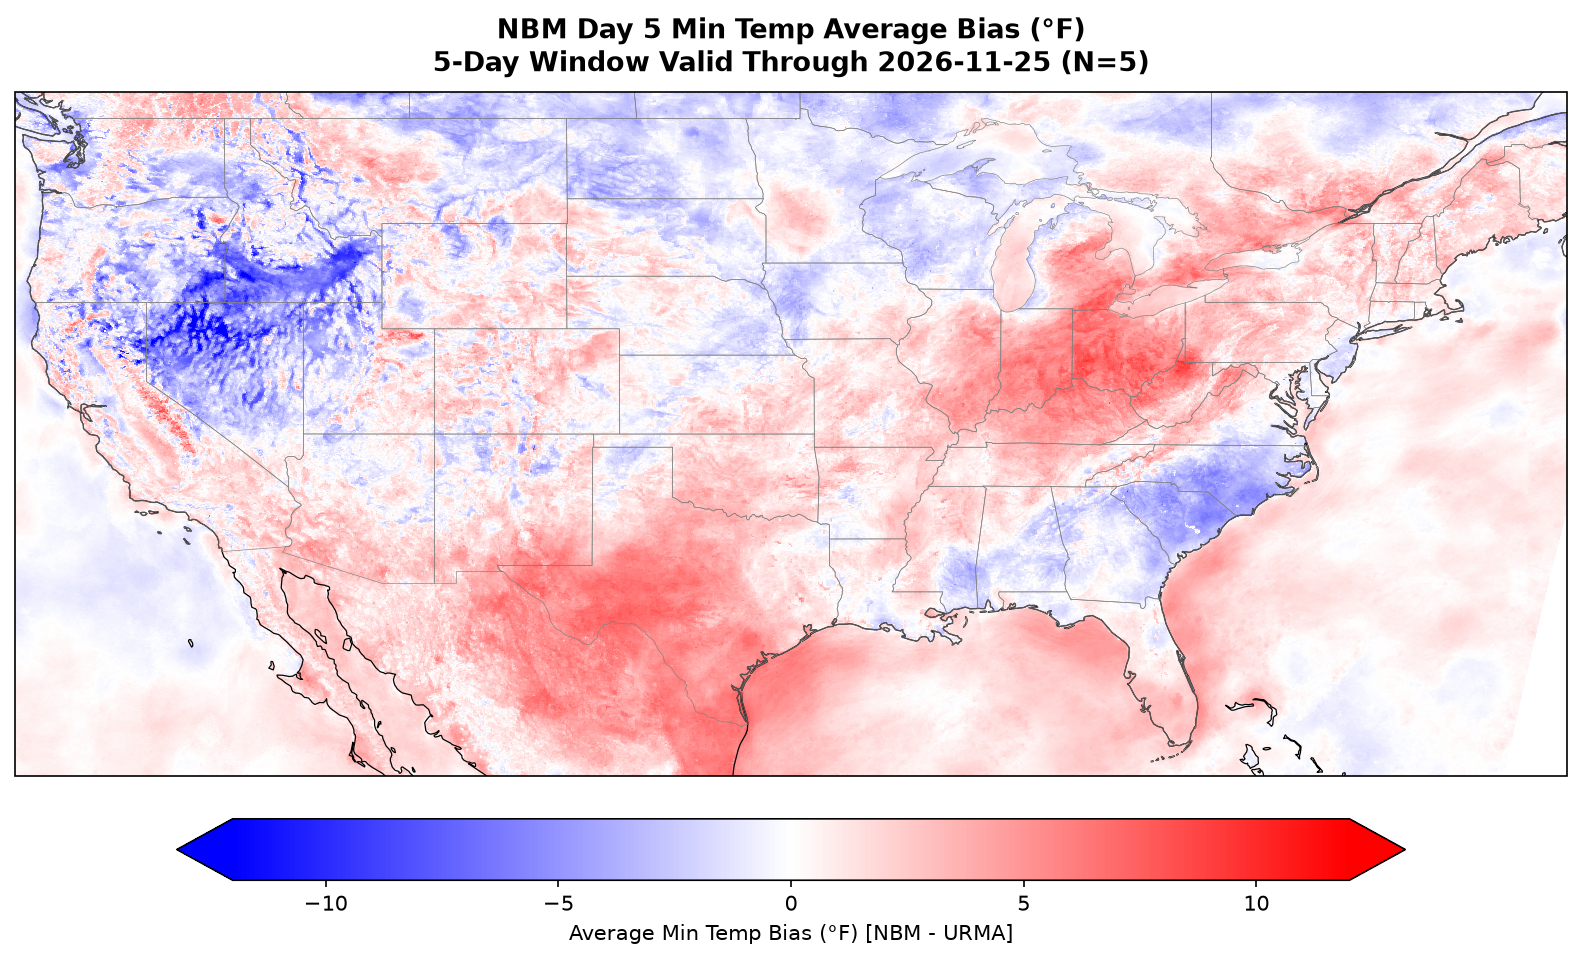 NBM Day 5 Min Temp Average Bias (°F)
5-Day Window Valid Through 2026-11-25 (N=5)
−10 −5 0 5 10
Average Min Temp Bias (°F) [NBM - URMA]